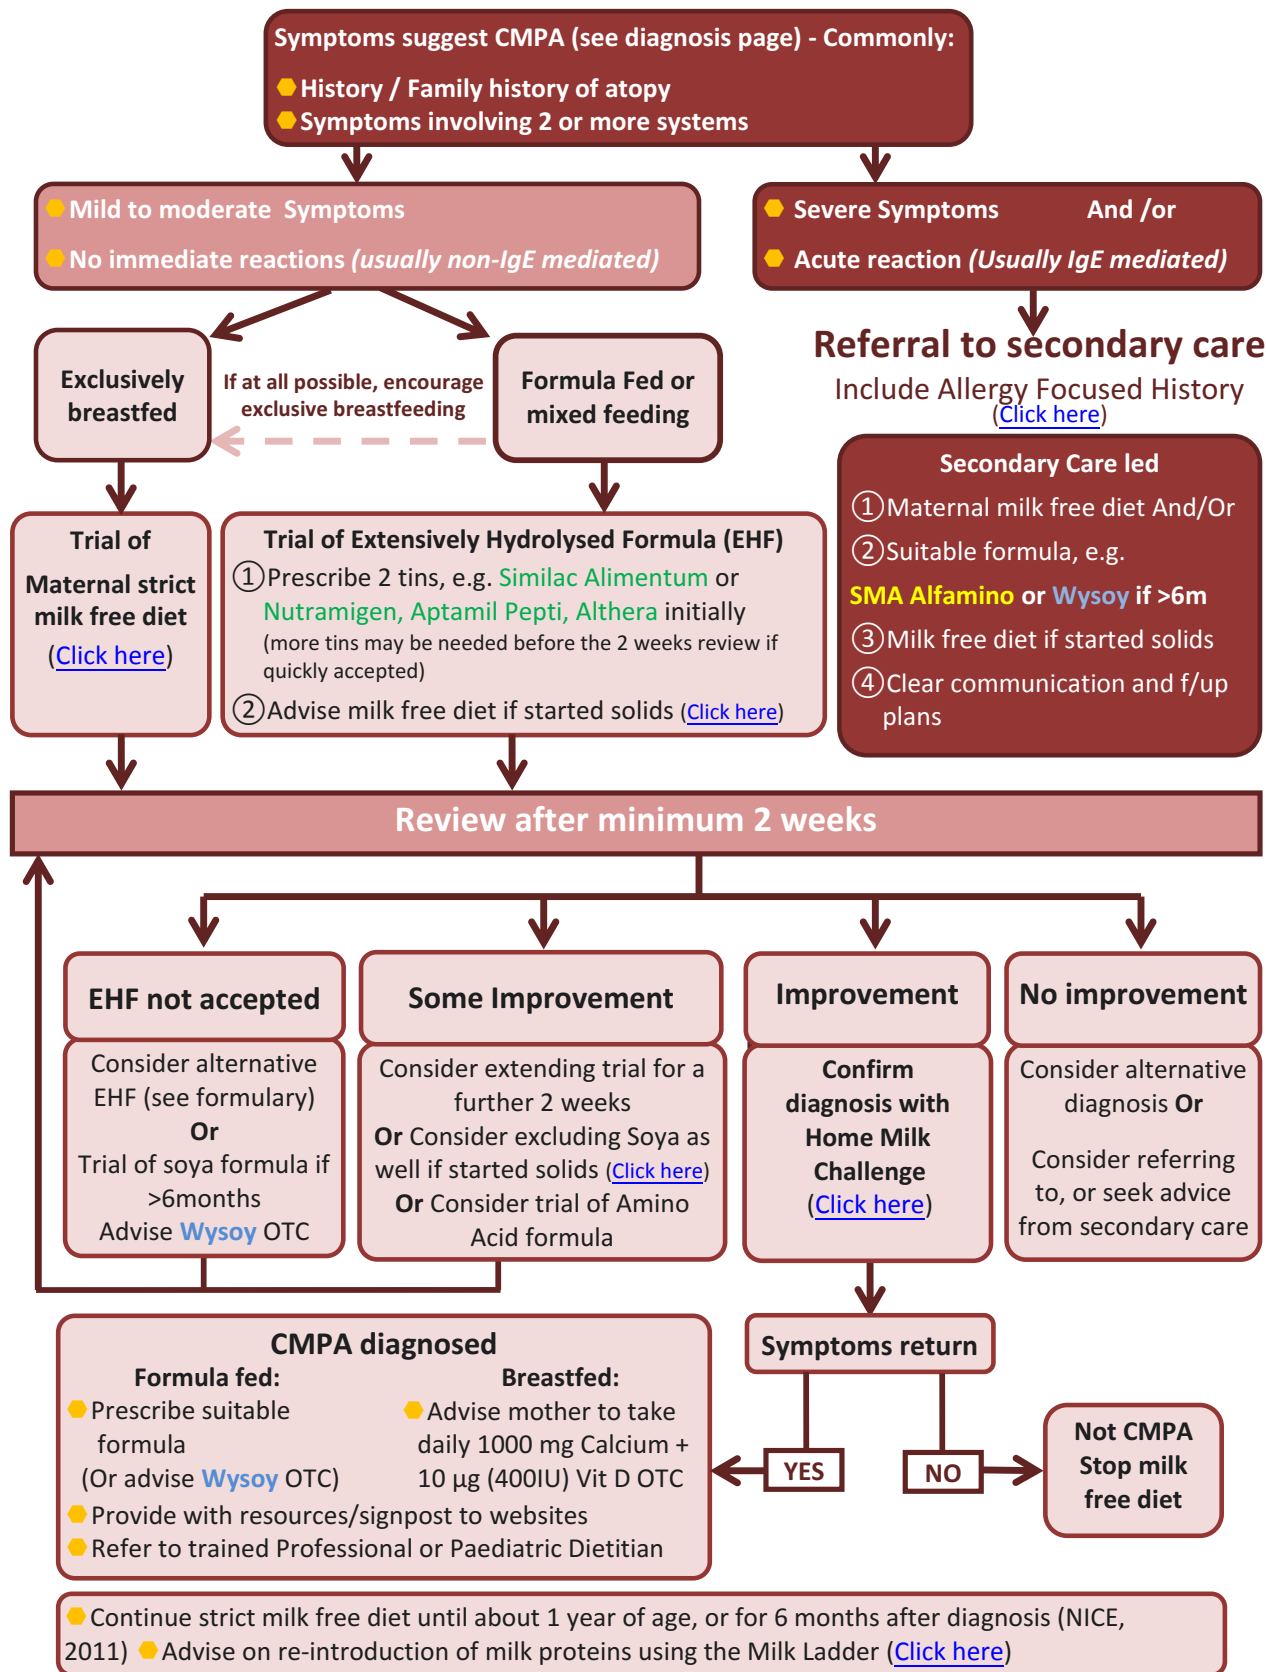 Symptoms suggest CMPA (see diagnosis page) - Commonly:
History / Family history of atopy
Symptoms involving 2 or more systems
Mild to moderate Symptoms
No immediate reactions (usually non-IgE mediated)
Severe Symptoms And /or
Acute reaction (Usually IgE mediated)
Referral to secondary care
Include Allergy Focused History
(Click here)
Exclusively
breastfed
If at all possible, encourage
exclusive breastfeeding
Formula Fed or
mixed feeding
Secondary Care led
① Maternal milk free diet And/Or
② Suitable formula, e.g.
SMA Alfamino or Wysoy if >6m
③ Milk free diet if started solids
④ Clear communication and f/up
plans
Trial of
Maternal strict
milk free diet
(Click here)
Trial of Extensively Hydrolysed Formula (EHF)
① Prescribe 2 tins, e.g. Similac Alimentum or
Nutramigen, Aptamil Pepti, Althera initially
(more tins may be needed before the 2 weeks review if
quickly accepted)
② Advise milk free diet if started solids (Click here)
Review after minimum 2 weeks
EHF not accepted
Consider alternative
EHF (see formulary)
Or
Trial of soya formula if
>6months
Advise Wysoy OTC
Some Improvement
Consider extending trial for a
further 2 weeks
Or Consider excluding Soya as
well if started solids (Click here)
Or Consider trial of Amino
Acid formula
Improvement
Confirm
diagnosis with
Home Milk
Challenge
(Click here)
No improvement
Consider alternative
diagnosis Or
Consider referring
to, or seek advice
from secondary care
Symptoms return
YES
NO
Not CMPA
Stop milk
free diet
CMPA diagnosed
Formula fed:
Prescribe suitable
formula
(Or advise Wysoy OTC)
Breastfed:
Advise mother to take
daily 1000 mg Calcium +
10 µg (400IU) Vit D OTC
Provide with resources/signpost to websites
Refer to trained Professional or Paediatric Dietitian
Continue strict milk free diet until about 1 year of age, or for 6 months after diagnosis (NICE,
2011) Advise on re-introduction of milk proteins using the Milk Ladder (Click here)